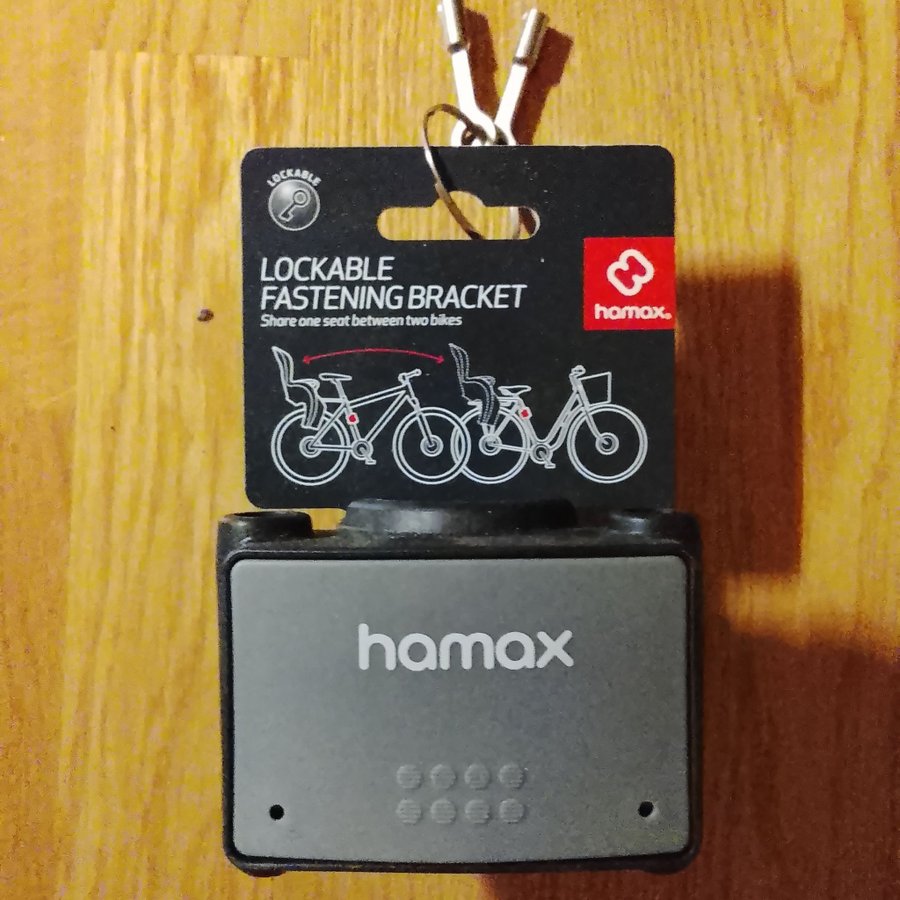 LOCKABLE
LOCKABLE
FASTENING BRACKET
Share one seat between two bikes
hamax®
hamax